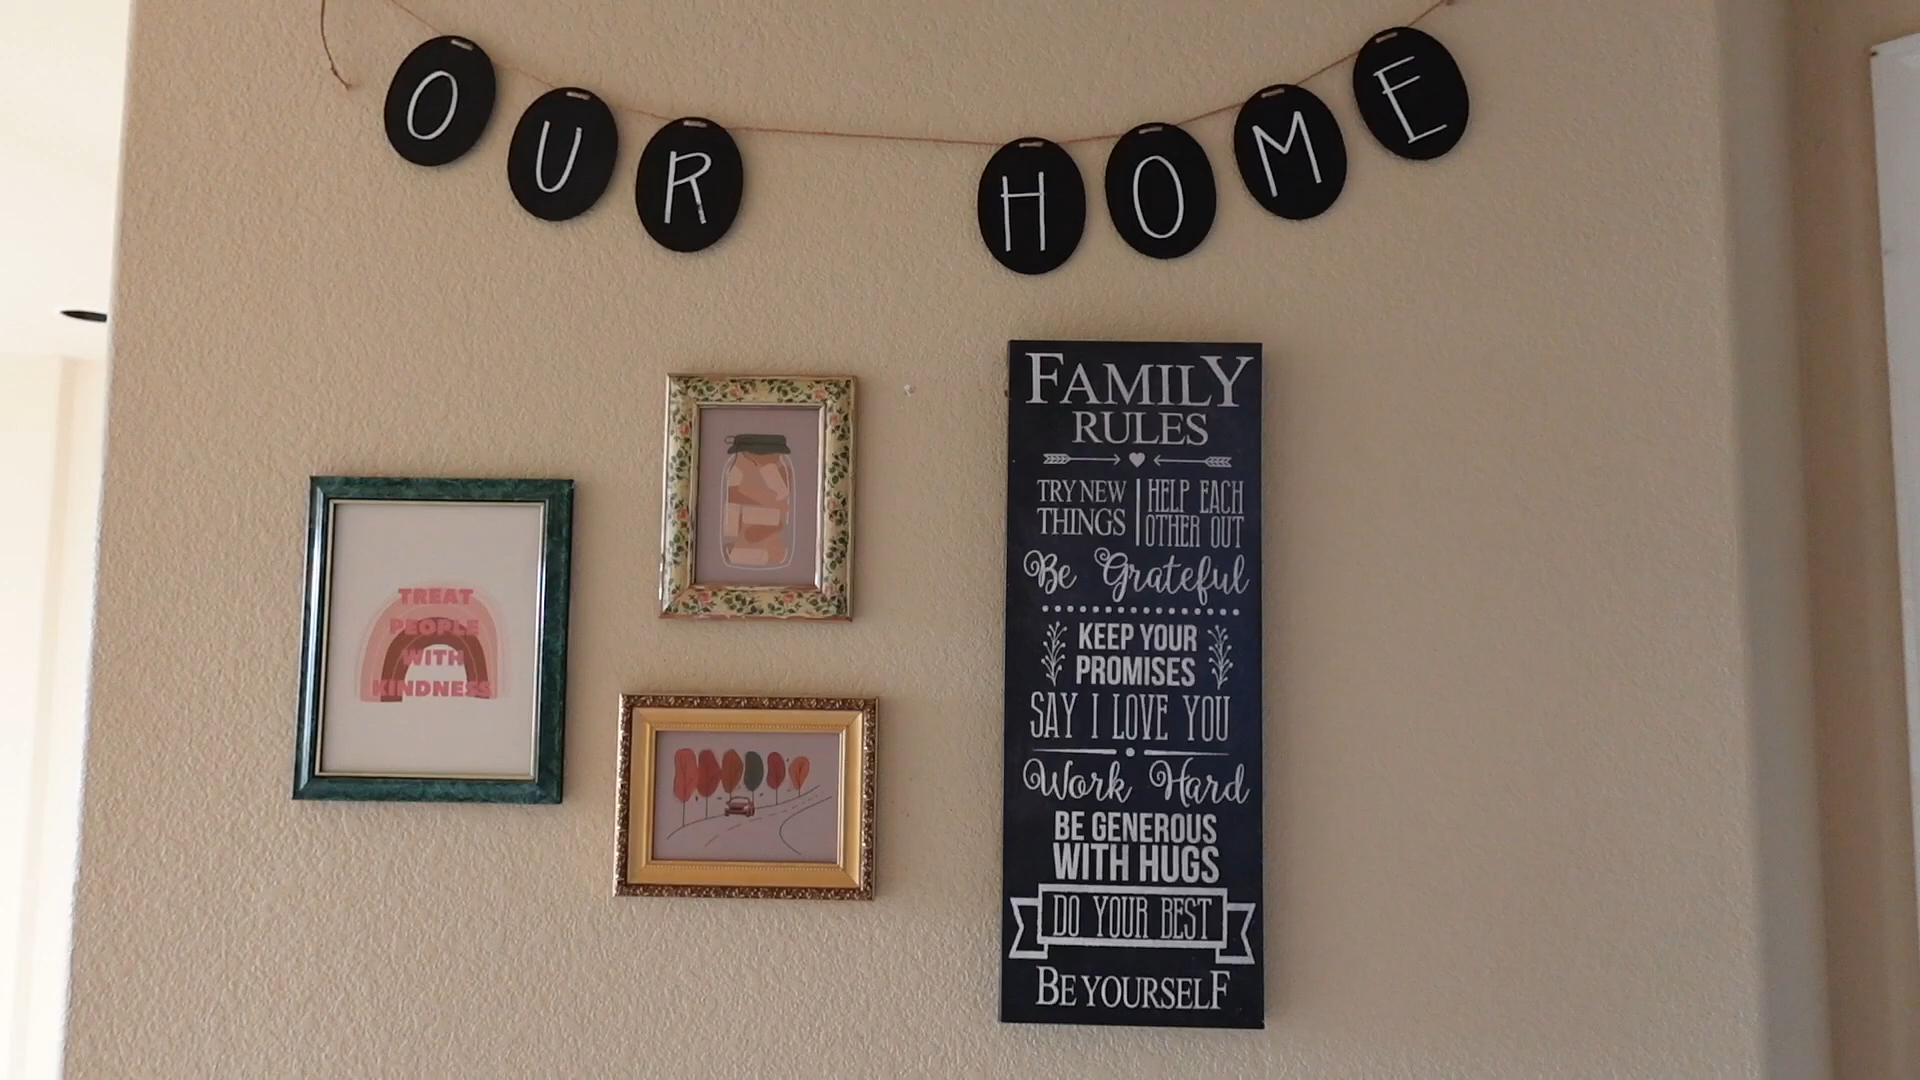 OUR HOME
TREAT
PEOPLE
WITH
KINDNESS
FAMILY
RULES
TRY NEW
THINGS
HELP EACH
OTHER OUT
Be Grateful
KEEP YOUR
PROMISES
SAY I LOVE YOU
Work Hard
BE GENEROUS
WITH HUGS
DO YOUR BEST
BE YOURSELF